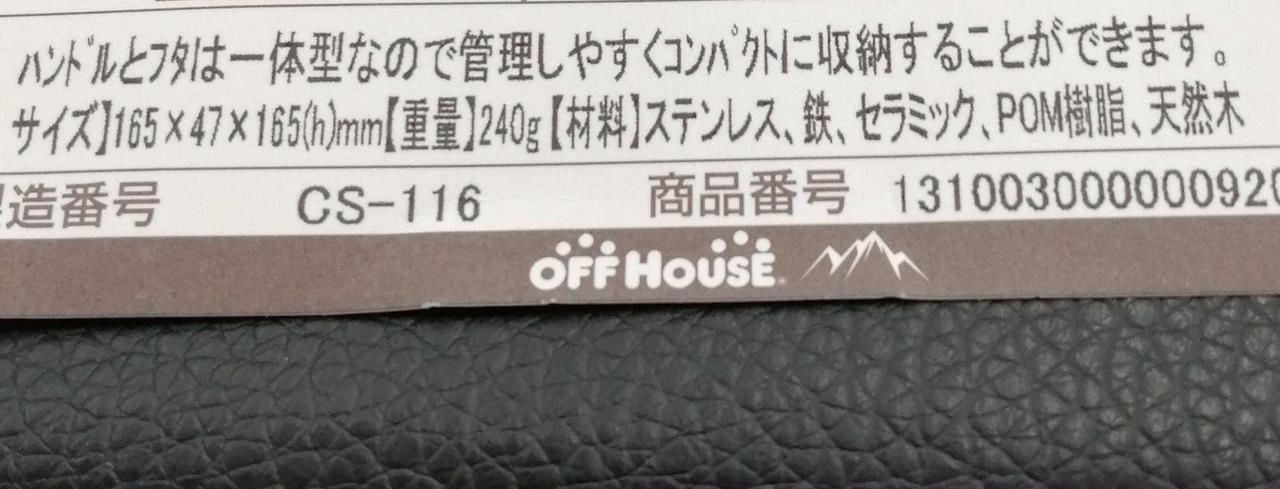 ハンドルとフタは一体型なので管理しやすくコンパクトに収納することができます。
サイズ】165×47×165(h)mm【重量】240g【材料】ステンレス、鉄、セラミック、POM樹脂、天然木
造番号 CS-116 商品番号 131003000000092
OFF HOUSE